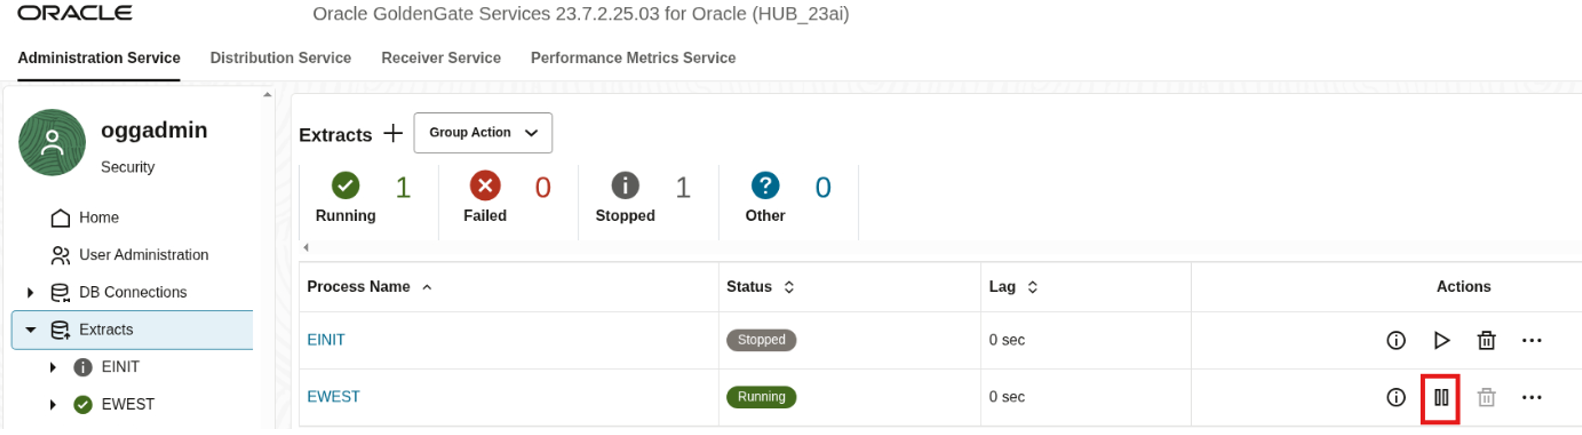 ORACLE
Oracle GoldenGate Services 23.7.2.25.03 for Oracle (HUB_23ai)
Administration Service Distribution Service Receiver Service Performance Metrics Service
oggadmin
Security
Home
User Administration
DB Connections
Extracts
EINIT
EWEST
Extracts Group Action
1 0 1 0
Running Failed Stopped Other
Process Name Status Lag Actions
EINIT Stopped 0 sec
EWEST Running 0 sec